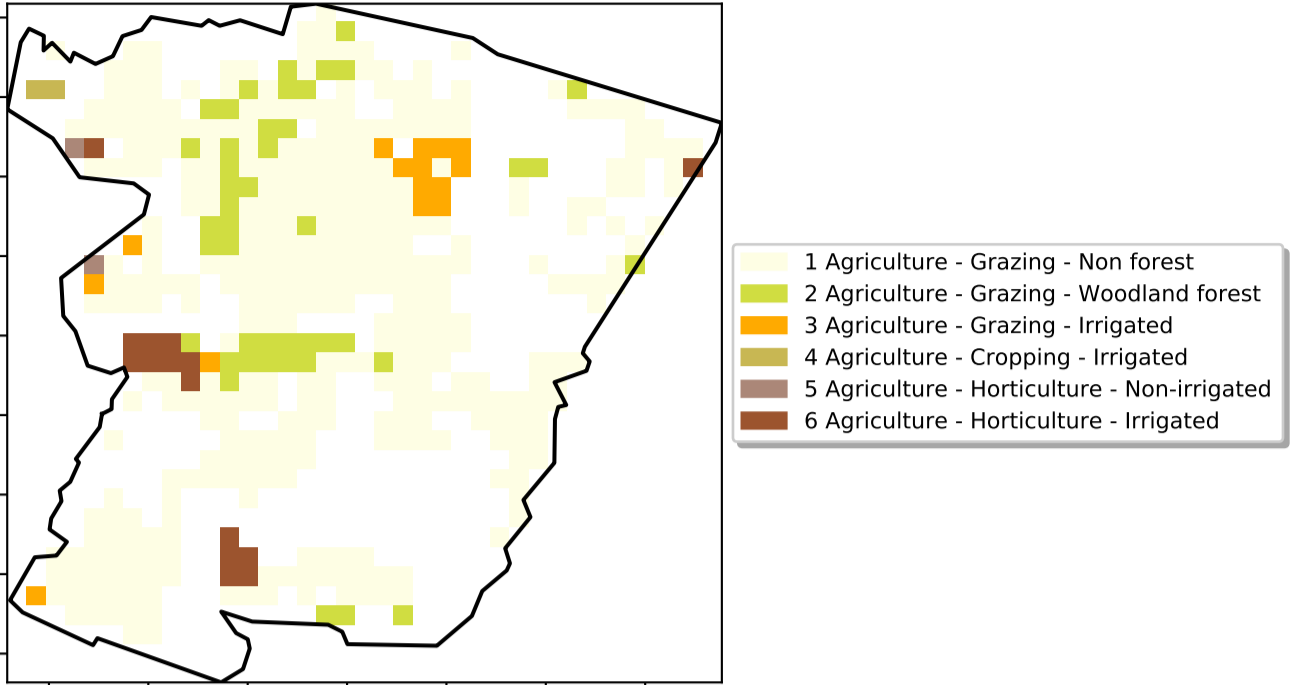 1 Agriculture - Grazing - Non forest
2 Agriculture - Grazing - Woodland forest
3 Agriculture - Grazing - Irrigated
4 Agriculture - Cropping - Irrigated
5 Agriculture - Horticulture - Non-irrigated
6 Agriculture - Horticulture - Irrigated